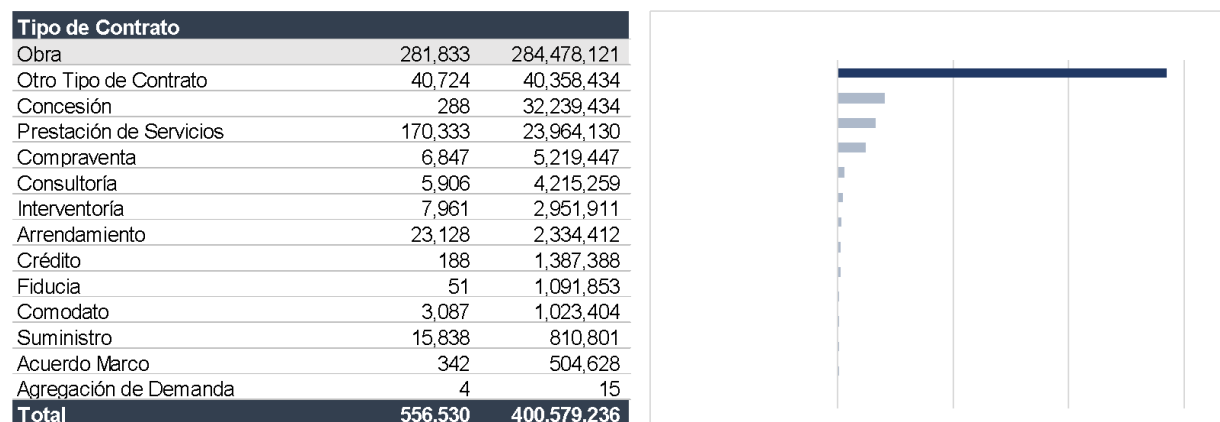 Tipo de Contrato
Obra 281,833 284,478,121
Otro Tipo de Contrato 40,724 40,358,434
Concesión 288 32,239,434
Prestación de Servicios 170,333 23,964,130
Compraventa 6,847 5,219,447
Consultoría 5,906 4,215,259
Interventoría 7,961 2,951,911
Arrendamiento 23,128 2,334,412
Crédito 188 1,387,388
Fiducia 51 1,091,853
Comodato 3,087 1,023,404
Suministro 15,838 810,801
Acuerdo Marco 342 504,628
Agregación de Demanda 4 15
Total 556,530 400,579,236